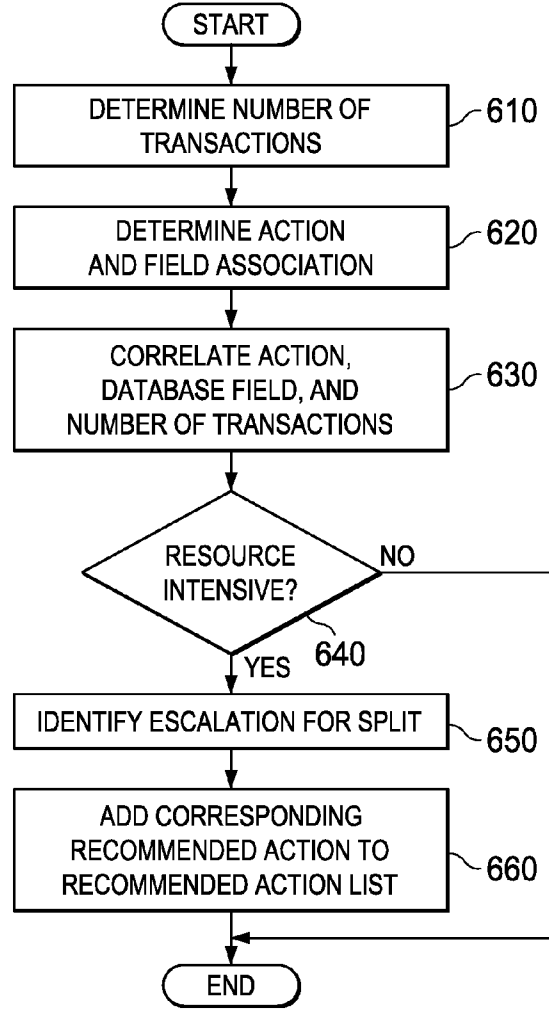 START
DETERMINE NUMBER OF
TRANSACTIONS
610
DETERMINE ACTION
AND FIELD ASSOCIATION
620
CORRELATE ACTION,
DATABASE FIELD, AND
NUMBER OF TRANSACTIONS
630
RESOURCE
INTENSIVE?
NO
640
YES
IDENTIFY ESCALATION FOR SPLIT
650
ADD CORRESPONDING
RECOMMENDED ACTION TO
RECOMMENDED ACTION LIST
660
END